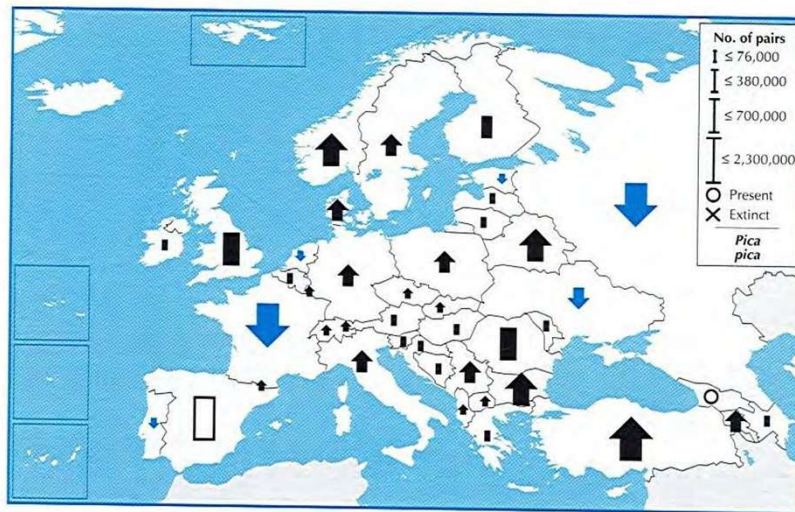 No. of pairs
≤ 76,000
≤ 380,000
≤ 700,000
≤ 2,300,000
Present
Extinct
Pica
pica